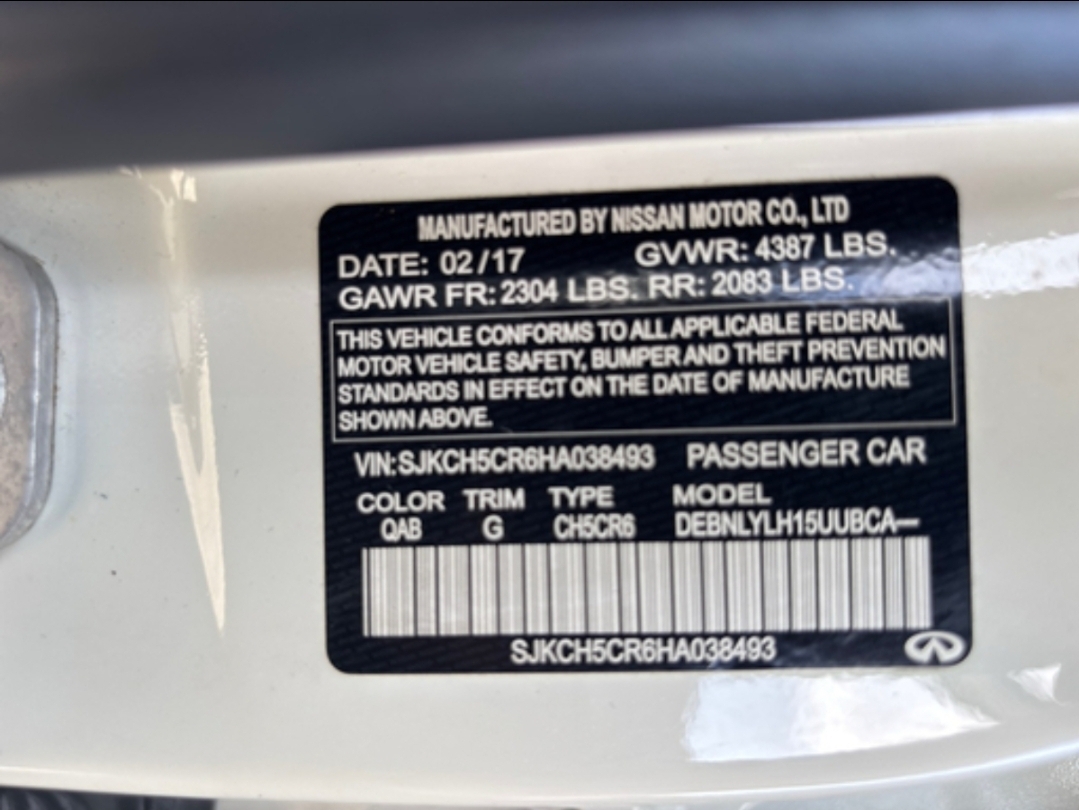 MANUFACTURED BY NISSAN MOTOR CO., LTD
DATE: 02/17 GVWR: 4387 LBS.
GAWR FR: 2304 LBS. RR: 2083 LBS.
THIS VEHICLE CONFORMS TO ALL APPLICABLE FEDERAL
MOTOR VEHICLE SAFETY, BUMPER AND THEFT PREVENTION
STANDARDS IN EFFECT ON THE DATE OF MANUFACTURE
SHOWN ABOVE.
VIN: SJKCH5CR6HA038493 PASSENGER CAR
COLOR TRIM TYPE MODEL
QAB G CH5CR6 DEBNLYLH15UUBCA—
SJKCH5CR6HA038493